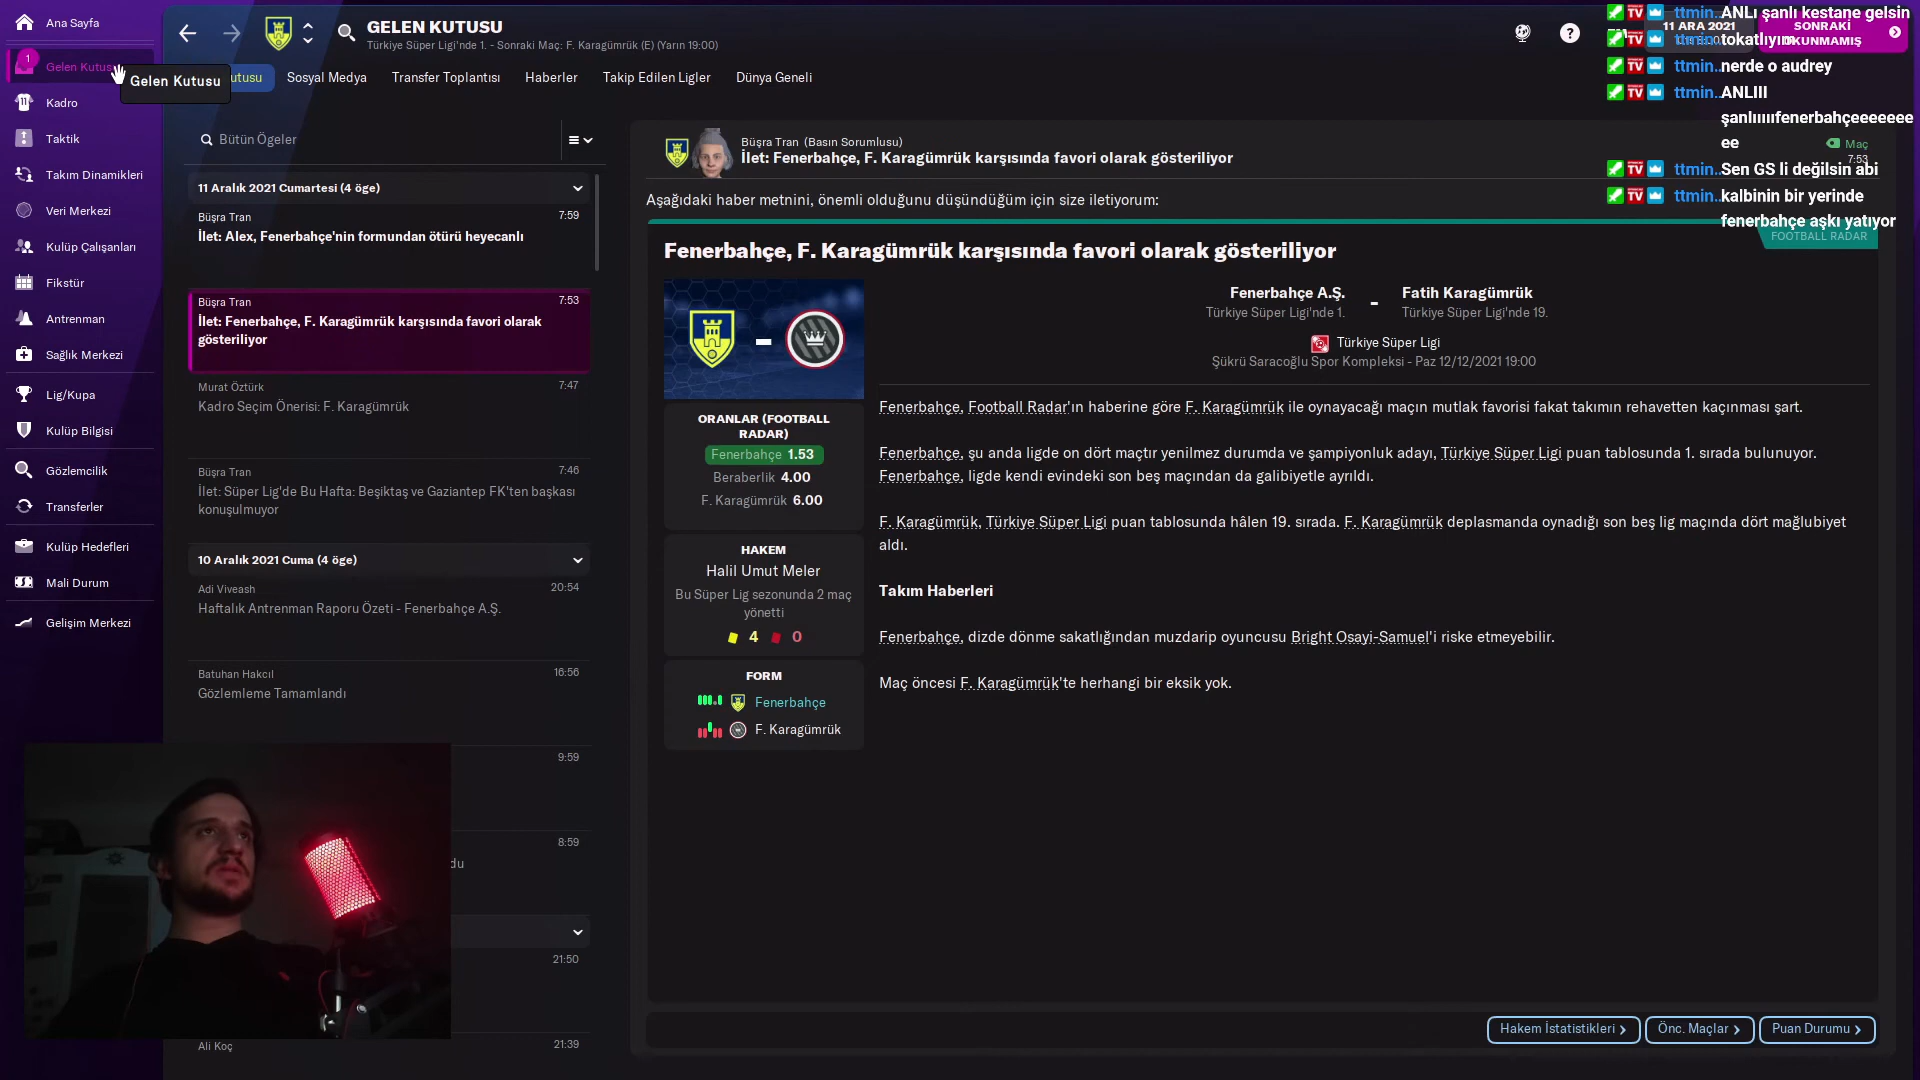 Ana Sayfa
1
Gelen Kutusu
Gelen Kutusu
Kadro
Taktik
Takım Dinamikleri
Veri Merkezi
Kulüp Çalışanları
Fikstür
Antrenman
Sağlık Merkezi
Lig/Kupa
Kulüp Bilgisi
Gözlemcilik
Transferler
Kulüp Hedefleri
Mali Durum
Gelişim Merkezi
GELEN KUTUSU
Türkiye Süper Ligi'nde 1. - Sonraki Maç: F. Karagümrük (E) (Yarın 19:00)
Sosyal Medya
Transfer Toplantısı
Haberler
Takip Edilen Ligler
Dünya Geneli
11 ARA 2021
SONRAKİ
OKUNMAMIŞ
ttmin..ANLı şanlı kestane gelsin
ttmin..tokatlıyım
ttmin..nerde o audrey
ttmin..ANLIII
şanlııııfenerbahçeeeeeee
ee
ttmin..Sen GS li değilsin abi
ttmin..kalbinin bir yerinde
fenerbahçe aşkı yatıyor
Bütün Ögeler
11 Aralık 2021 Cumartesi (4 öge)
Büşra Tran 7:59
İlet: Alex, Fenerbahçe'nin formundan ötürü heyecanlı
Büşra Tran 7:53
İlet: Fenerbahçe, F. Karagümrük karşısında favori olarak
gösteriliyor
Murat Öztürk 7:47
Kadro Seçim Önerisi: F. Karagümrük
Büşra Tran 7:46
İlet: Süper Lig'de Bu Hafta: Beşiktaş ve Gaziantep FK'ten başkası
konuşulmuyor
10 Aralık 2021 Cuma (4 öge)
Adi Viveash 20:54
Haftalık Antrenman Raporu Özeti - Fenerbahçe A.Ş.
Batuhan Hakcıl 16:56
Gözlemleme Tamamlandı
9:59
8:59
du
21:50
Ali Koç 21:39
Büşra Tran (Basın Sorumlusu)
İlet: Fenerbahçe, F. Karagümrük karşısında favori olarak gösteriliyor
Maç
7:53
Aşağıdaki haber metnini, önemli olduğunu düşündüğüm için size iletiyorum:
FOOTBALL RADAR
Fenerbahçe, F. Karagümrük karşısında favori olarak gösteriliyor
Fenerbahçe A.Ş. - Fatih Karagümrük
Türkiye Süper Ligi'nde 1. Türkiye Süper Ligi'nde 19.
Türkiye Süper Ligi
Şükrü Saracoğlu Spor Kompleksi - Paz 12/12/2021 19:00
ORANLAR (FOOTBALL
RADAR)
Fenerbahçe 1.53
Beraberlik 4.00
F. Karagümrük 6.00
HAKEM
Halil Umut Meler
Bu Süper Lig sezonunda 2 maç
yönetti
4 0
FORM
Fenerbahçe
F. Karagümrük
Fenerbahçe, Football Radar'ın haberine göre F. Karagümrük ile oynayacağı maçın mutlak favorisi fakat takımın rehavetten kaçınması şart.
Fenerbahçe, şu anda ligde on dört maçtır yenilmez durumda ve şampiyonluk adayı, Türkiye Süper Ligi puan tablosunda 1. sırada bulunuyor.
Fenerbahçe, ligde kendi evindeki son beş maçından da galibiyetle ayrıldı.
F. Karagümrük, Türkiye Süper Ligi puan tablosunda hâlen 19. sırada. F. Karagümrük deplasmanda oynadığı son beş lig maçında dört mağlubiyet
aldı.
Takım Haberleri
Fenerbahçe, dizde dönme sakatlığından muzdarip oyuncusu Bright Osayi-Samuel'i riske etmeyebilir.
Maç öncesi F. Karagümrük'te herhangi bir eksik yok.
Hakem İstatistikleri
Önc. Maçlar
Puan Durumu